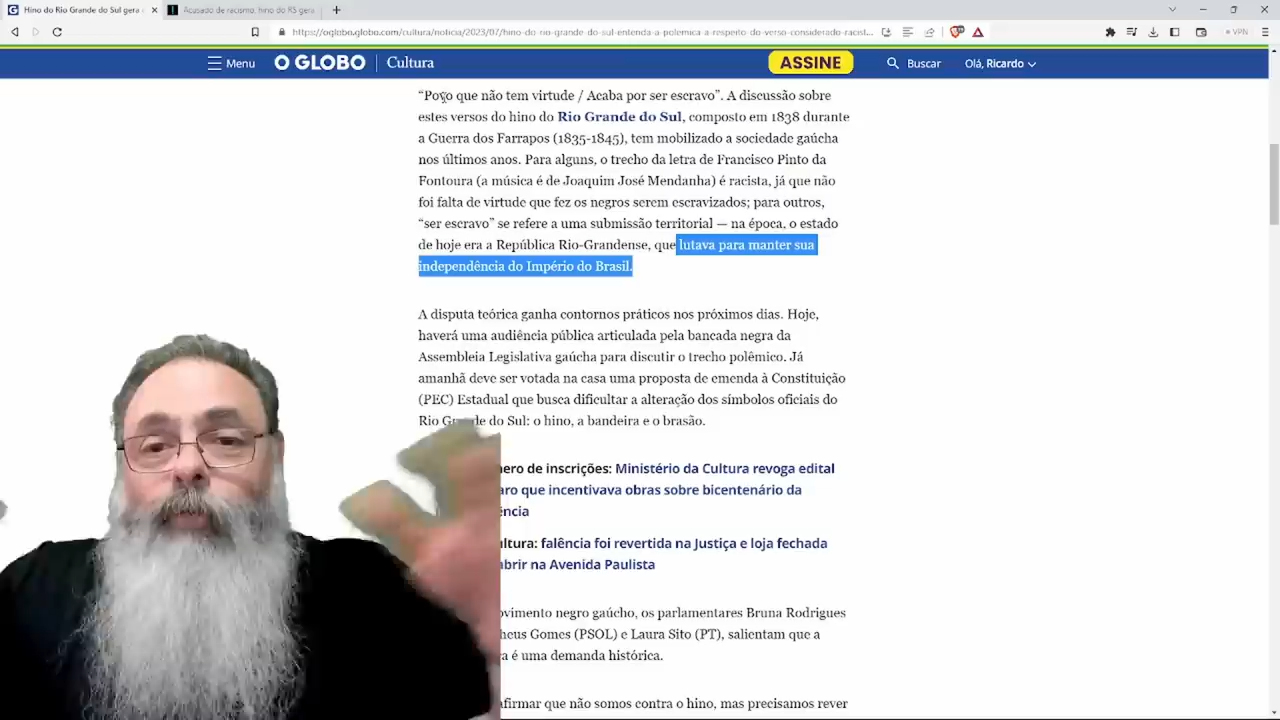 Hino do Rio Grande do Sul gera
Acusado de racismo, hino do RS gera
https://oglobo.globo.com/cultura/noticia/2023/07/hino-do-rio-grande-do-sul-entenda-a-polemica-a-respeito-do-verso-considerado-racist...
VPN
Menu O GLOBO Cultura ASSINE Buscar Olá, Ricardo
“Povo que não tem virtude / Acaba por ser escravo”. A discussão sobre
estes versos do hino do Rio Grande do Sul, composto em 1838 durante
a Guerra dos Farrapos (1835-1845), tem mobilizado a sociedade gaúcha
nos últimos anos. Para alguns, o trecho da letra de Francisco Pinto da
Fontoura (a música é de Joaquim José Mendanha) é racista, já que não
foi falta de virtude que fez os negros serem escravizados; para outros,
“ser escravo” se refere a uma submissão territorial — na época, o estado
de hoje era a República Rio-Grandense, que lutava para manter sua
independência do Império do Brasil.
A disputa teórica ganha contornos práticos nos próximos dias. Hoje,
haverá uma audiência pública articulada pela bancada negra da
Assembleia Legislativa gaúcha para discutir o trecho polêmico. Já
amanhã deve ser votada na casa uma proposta de emenda à Constituição
(PEC) Estadual que busca dificultar a alteração dos símbolos oficiais do
Rio Grande do Sul: o hino, a bandeira e o brasão.
mero de inscrições: Ministério da Cultura revoga edital
aro que incentivava obras sobre bicentenário da
ência
ultura: falência foi revertida na Justiça e loja fechada
abrir na Avenida Paulista
ovimento negro gaúcho, os parlamentares Bruna Rodrigues
heus Gomes (PSOL) e Laura Sito (PT), salientam que a
a é uma demanda histórica.
afirmar que não somos contra o hino, mas precisamos rever